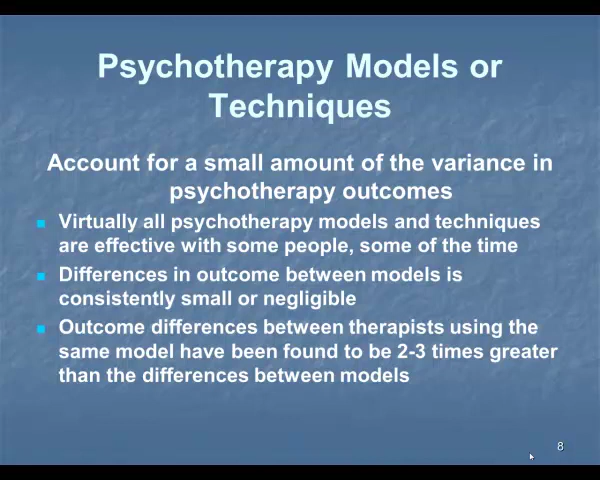 Psychotherapy Models or
Techniques
Account for a small amount of the variance in
psychotherapy outcomes
Virtually all psychotherapy models and techniques
are effective with some people, some of the time
Differences in outcome between models is
consistently small or negligible
Outcome differences between therapists using the
same model have been found to be 2-3 times greater
than the differences between models
8